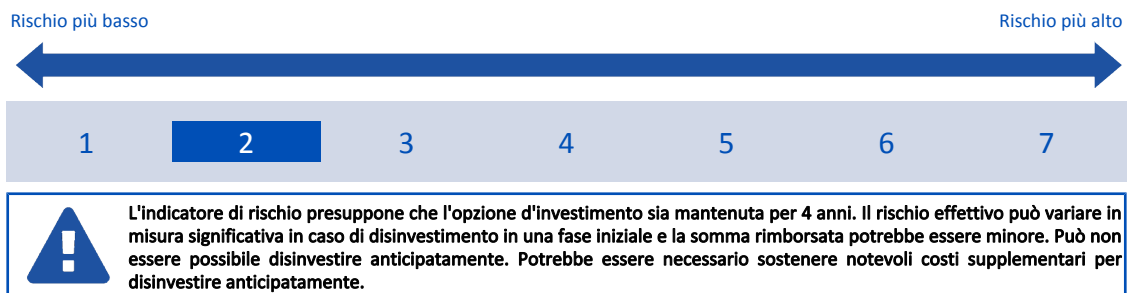 Rischio più basso Rischio più alto
1 2 3 4 5 6 7
L'indicatore di rischio presuppone che l'opzione d'investimento sia mantenuta per 4 anni. Il rischio effettivo può variare in
misura significativa in caso di disinvestimento in una fase iniziale e la somma rimborsata potrebbe essere minore. Può non
essere possibile disinvestire anticipatamente. Potrebbe essere necessario sostenere notevoli costi supplementari per
disinvestire anticipatamente.